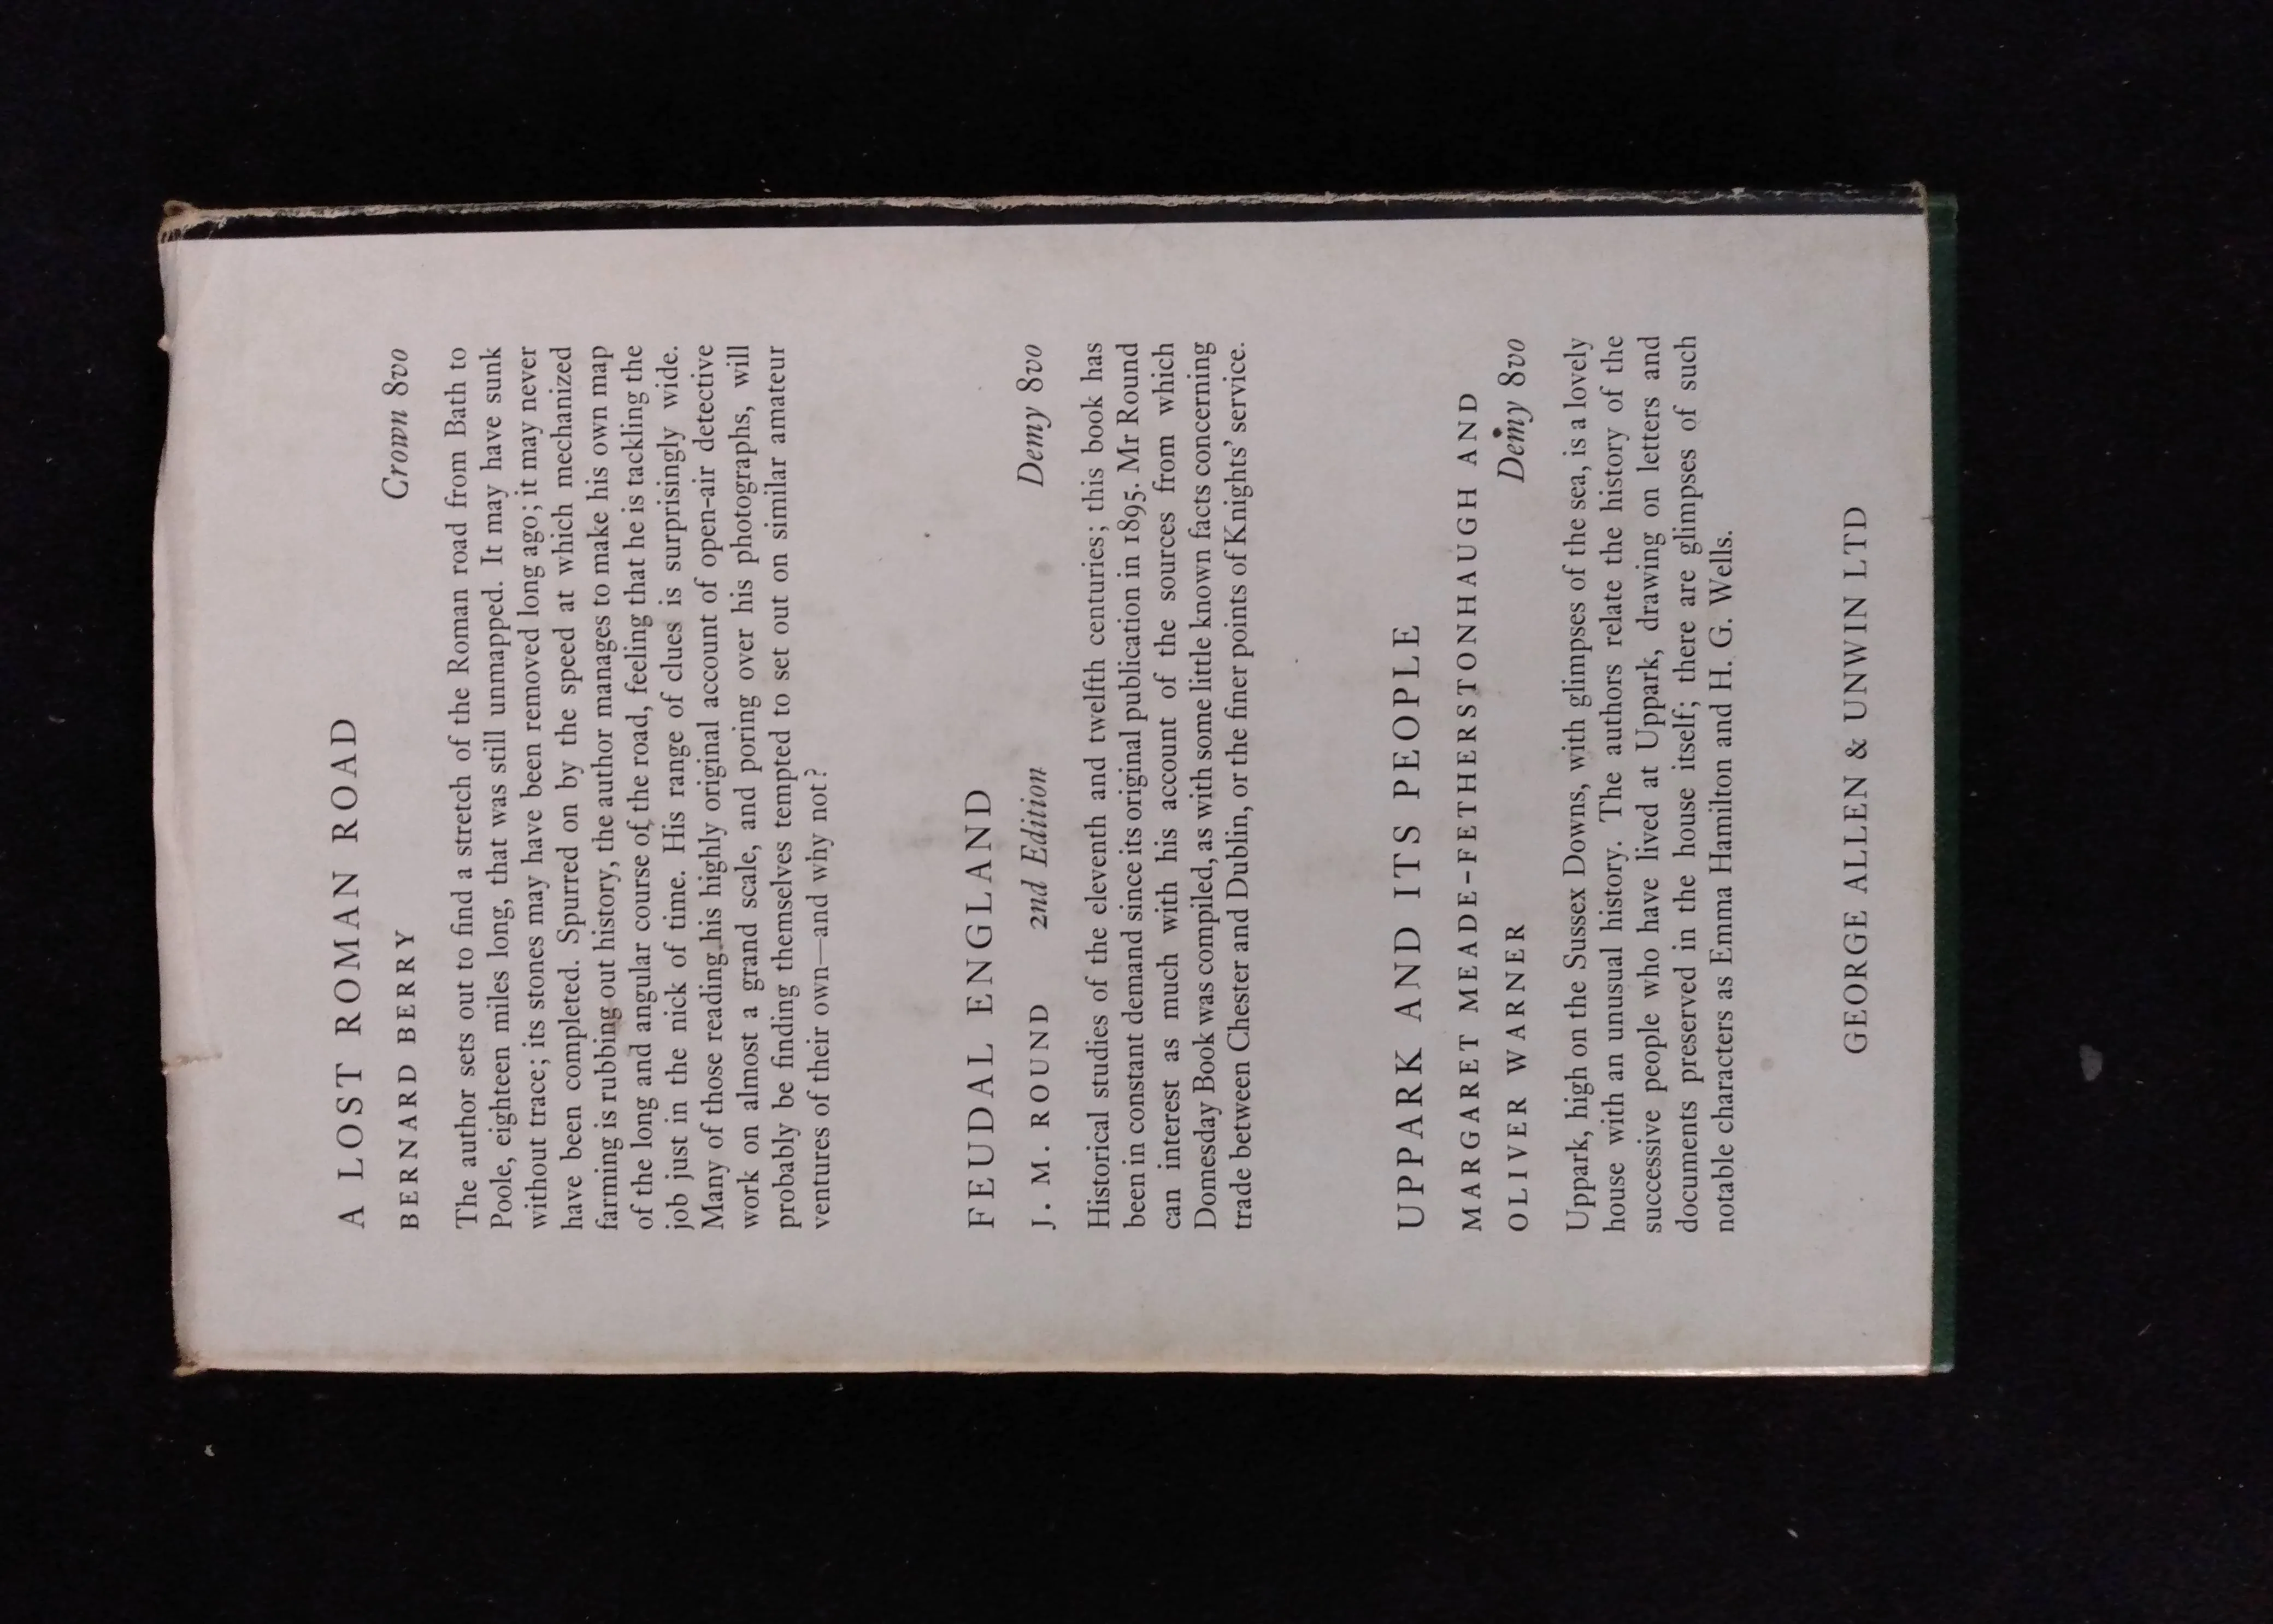 A LOST ROMAN ROAD
BERNARD BERRY Crown 8vo
The author sets out to find a stretch of the Roman road from Bath to
Poole, eighteen miles long, that was still unmapped. It may have sunk
without trace; its stones may have been removed long ago; it may never
have been completed. Spurred on by the speed at which mechanized
farming is rubbing out history, the author manages to make his own map
of the long and angular course of the road, feeling that he is tackling the
job just in the nick of time. His range of clues is surprisingly wide.
Many of those reading his highly original account of open-air detective
work on almost a grand scale, and poring over his photographs, will
probably be finding themselves tempted to set out on similar amateur
ventures of their own—and why not?
FEUDAL ENGLAND
J. M. ROUND 2nd Edition Demy 8vo
Historical studies of the eleventh and twelfth centuries; this book has
been in constant demand since its original publication in 1895. Mr Round
can interest as much with his account of the sources from which
Domesday Book was compiled, as with some little known facts concerning
trade between Chester and Dublin, or the finer points of Knights' service.
UPPARK AND ITS PEOPLE
MARGARET MEADE-FETHERSTONHAUGH AND
OLIVER WARNER Demy 8vo
Uppark, high on the Sussex Downs, with glimpses of the sea, is a lovely
house with an unusual history. The authors relate the history of the
successive people who have lived at Uppark, drawing on letters and
documents preserved in the house itself; there are glimpses of such
notable characters as Emma Hamilton and H. G. Wells.
GEORGE ALLEN & UNWIN LTD